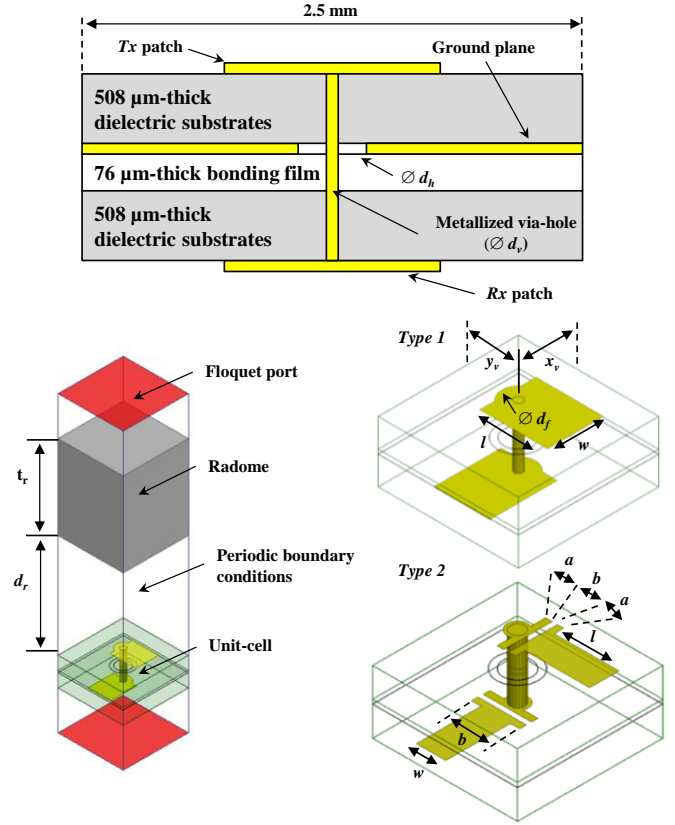 2.5 mm
Tx patch
Ground plane
508 µm-thick
dielectric substrates
76 µm-thick bonding film
∅ dₕ
508 µm-thick
dielectric substrates
Metallized via-hole
(∅ dᵥ)
Rx patch
Floquet port
tᵣ
Radome
dᵣ
Periodic boundary
conditions
Unit-cell
Type 1
yᵥ
xᵥ
∅ d_f
l
w
Type 2
a
b
a
l
b
w